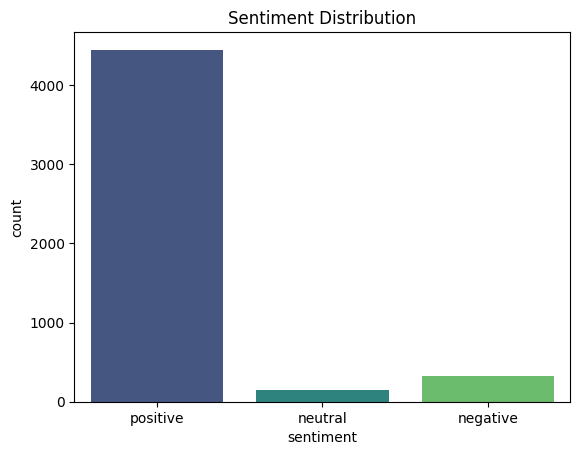 Sentiment Distribution
count
4000
3000
2000
1000
0
positive
neutral
negative
sentiment